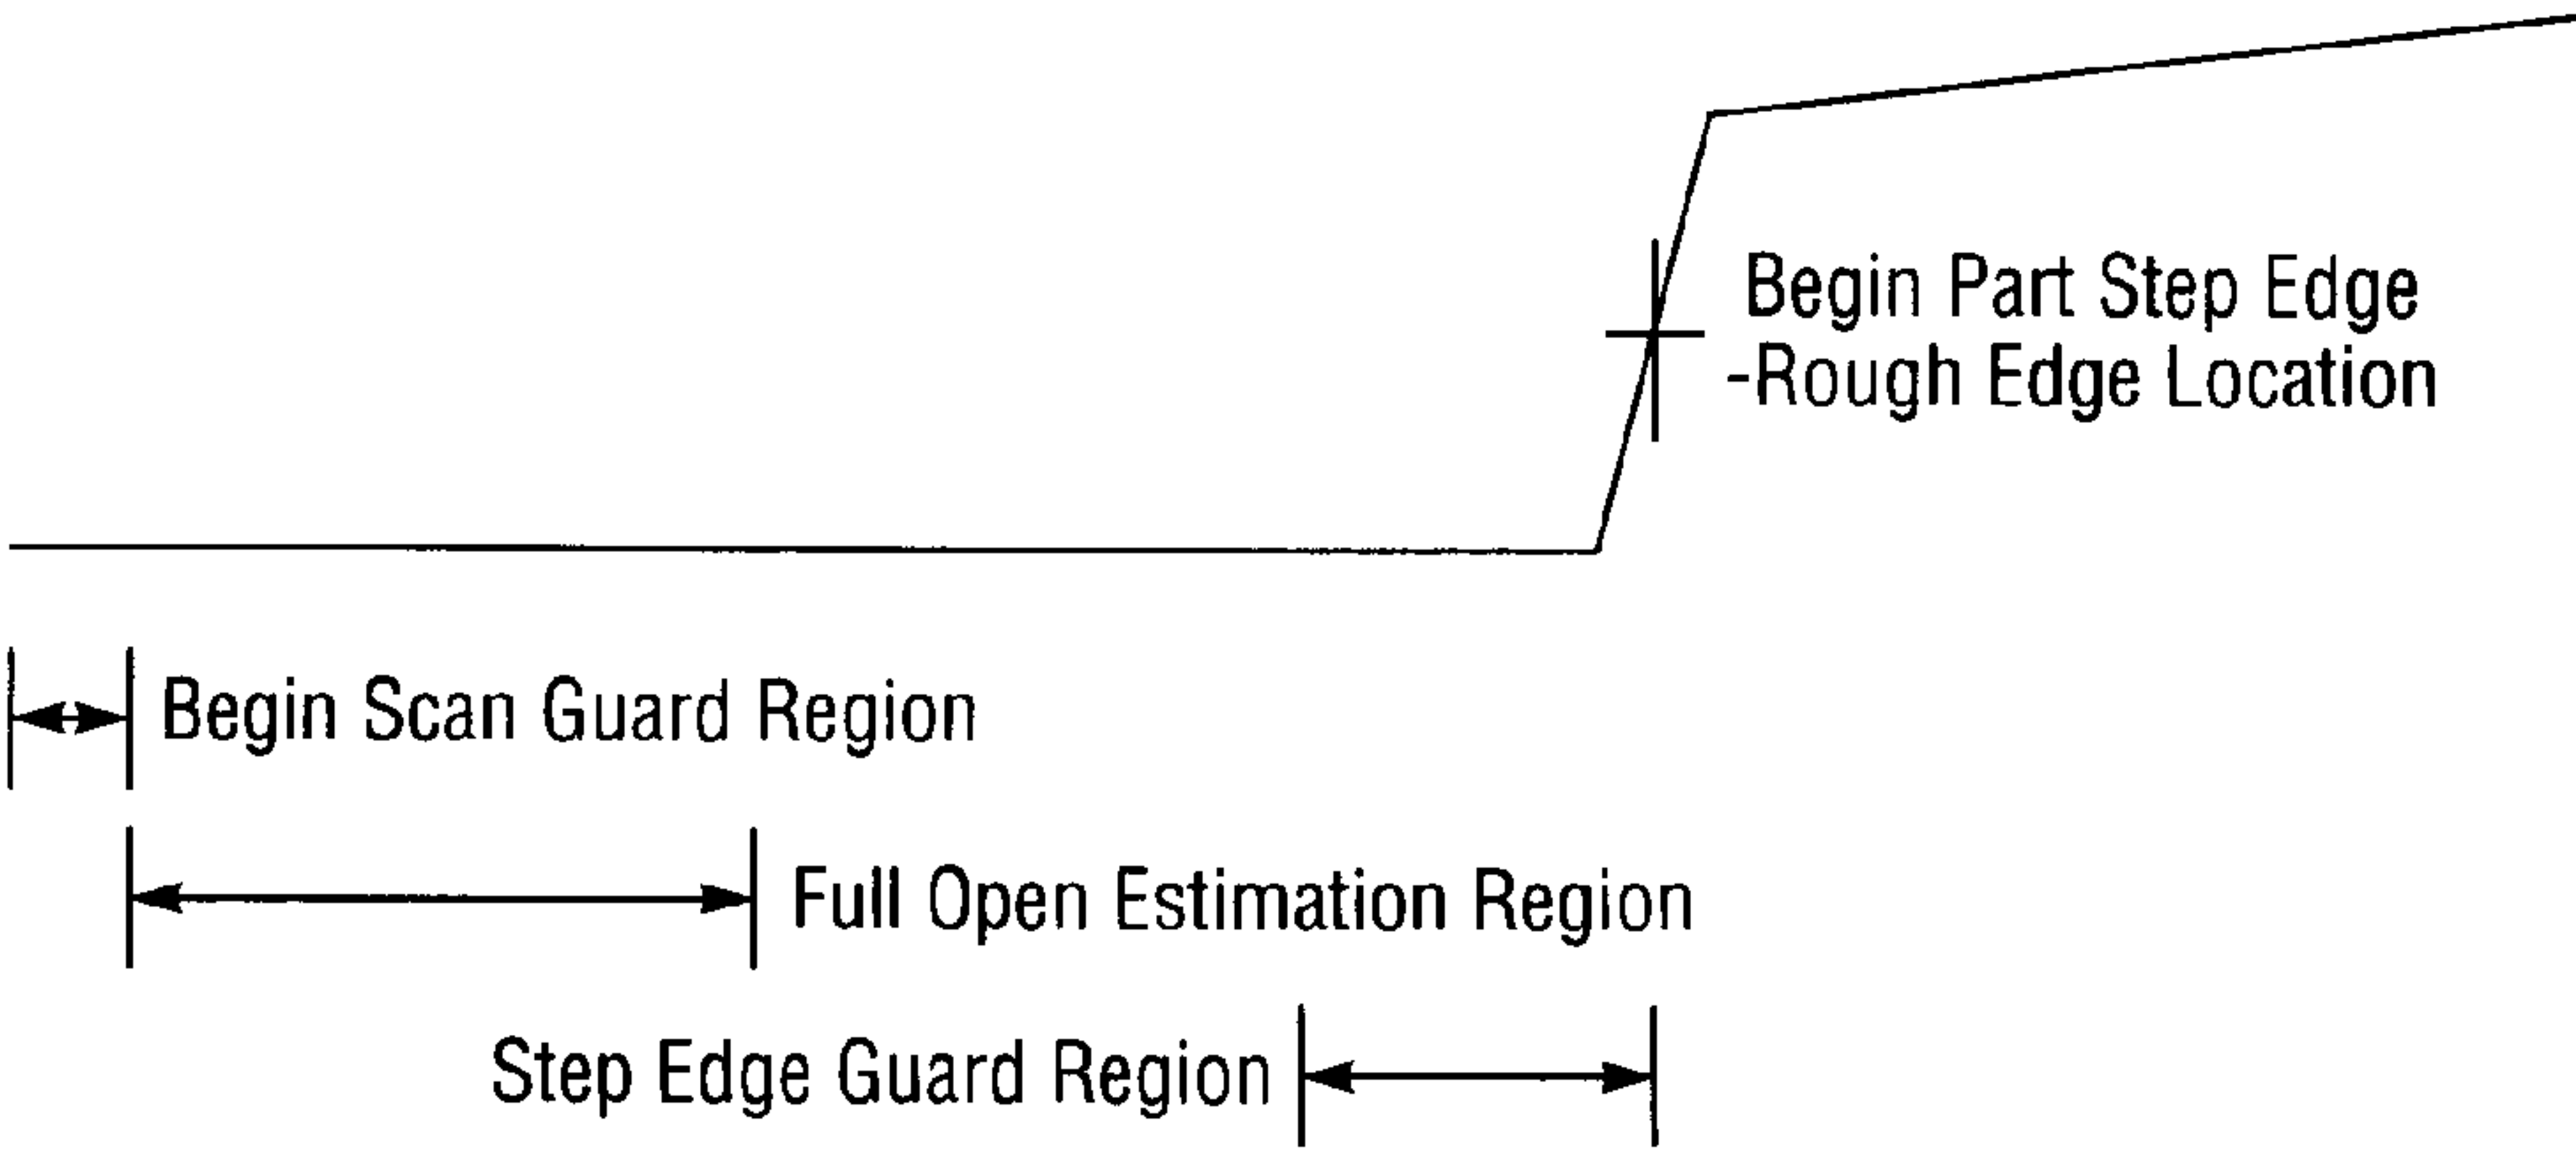 Begin Part Step Edge
-Rough Edge Location
Begin Scan Guard Region
Full Open Estimation Region
Step Edge Guard Region